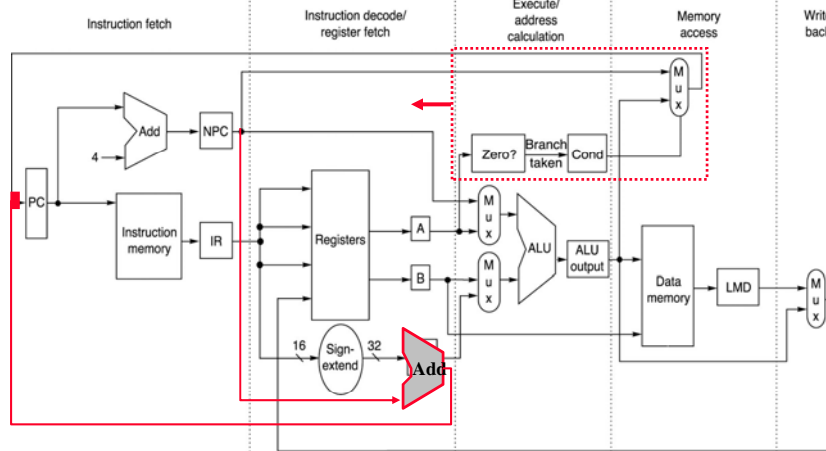 Instruction fetch
Instruction decode/
register fetch
Execute/
address
calculation
Memory
access
Write
back
M
u
x
Add
NPC
4
Zero?
Branch
taken
Cond
PC
Instruction
memory
IR
Registers
A
B
M
u
x
M
u
x
ALU
ALU
output
Data
memory
LMD
M
u
x
16
Sign-
extend
32
Add